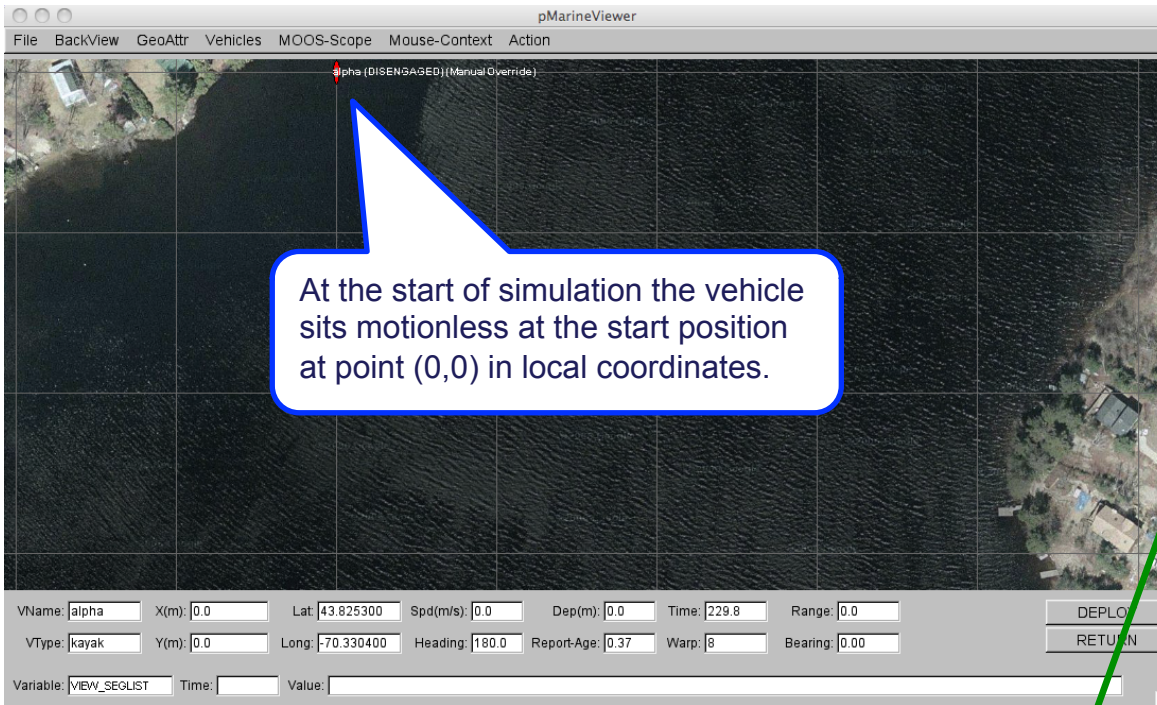 pMarineViewer
File BackView GeoAttr Vehicles MOOS-Scope Mouse-Context Action
alpha (DISENGAGED)(Manual Override)
At the start of simulation the vehicle
sits motionless at the start position
at point (0,0) in local coordinates.
VName: alpha X(m): 0.0 Lat: 43.825300 Spd(m/s): 0.0 Dep(m): 0.0 Time: 229.8 Range: 0.0 DEPLOY
VType: kayak Y(m): 0.0 Long: -70.330400 Heading: 180.0 Report-Age: 0.37 Warp: 8 Bearing: 0.00 RETURN
Variable: VIEW_SEGLIST Time: Value: